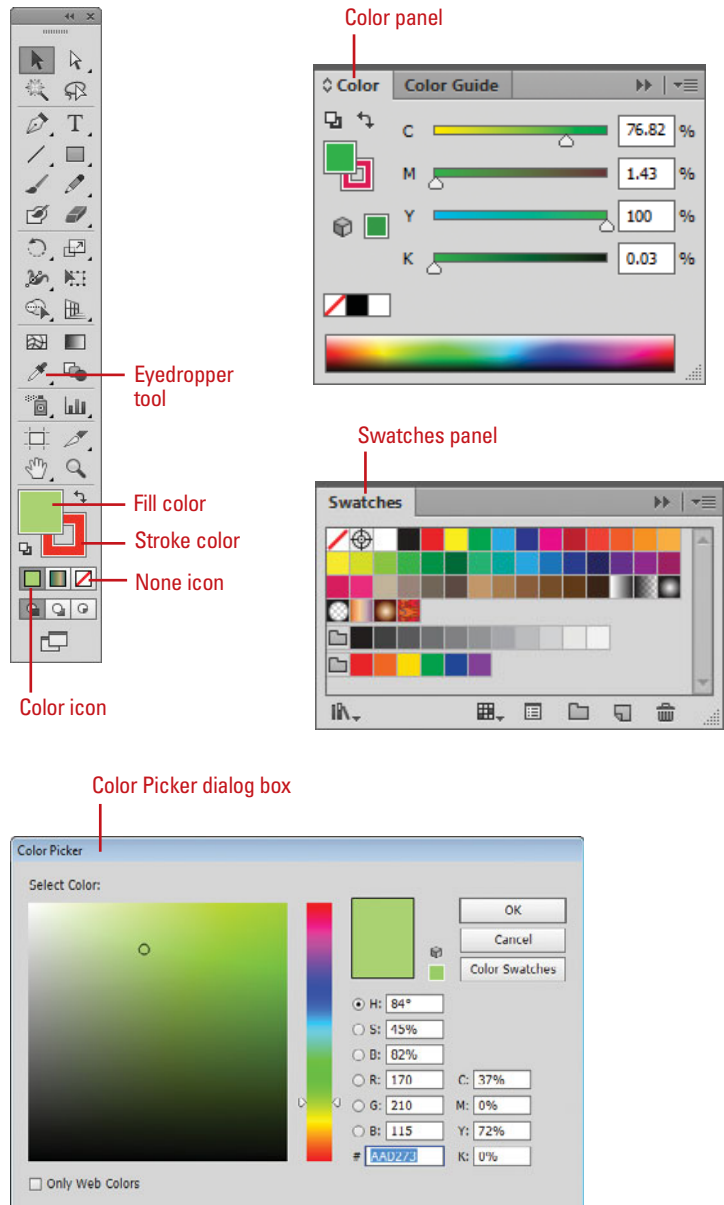 Color panel
Color
Color Guide
C 76.82 %
M 1.43 %
Y 100 %
K 0.03 %
T
Eyedropper
tool
Fill color
Stroke color
None icon
Color icon
Swatches panel
Swatches
Color Picker dialog box
Color Picker
Select Color:
OK
Cancel
Color Swatches
H: 84°
S: 45%
B: 82%
R: 170 C: 37%
G: 210 M: 0%
B: 115 Y: 72%
# AAD273 K: 0%
Only Web Colors